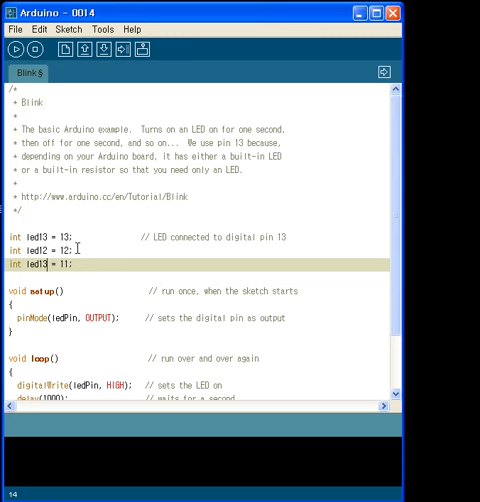 Arduino - 0014
File Edit Sketch Tools Help
Blink §
/*
* Blink
*
* The basic Arduino example.  Turns on an LED on for one second,
* then off for one second, and so on...  We use pin 13 because,
* depending on your Arduino board, it has either a built-in LED
* or a built-in resistor so that you need only an LED.
*
* http://www.arduino.cc/en/Tutorial/Blink
*/
int led13 = 13; // LED connected to digital pin 13
int led12 = 12;
int led13 = 11;
void setup() // run once, when the sketch starts
{
pinMode(ledPin, OUTPUT); // sets the digital pin as output
}
void loop() // run over and over again
{
digitalWrite(ledPin, HIGH); // sets the LED on
delay(1000); // waits for a second
14